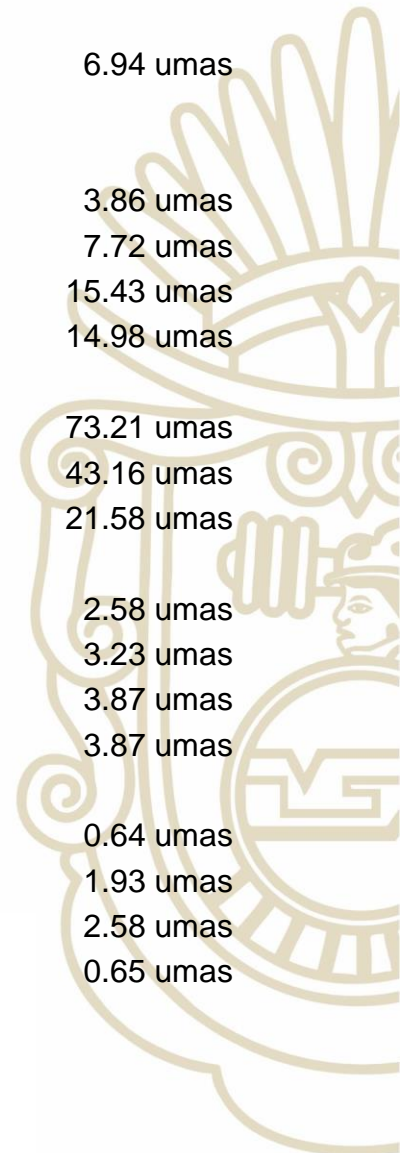 6.94 umas
3.86 umas
7.72 umas
15.43 umas
14.98 umas
73.21 umas
43.16 umas
21.58 umas
2.58 umas
3.23 umas
3.87 umas
3.87 umas
0.64 umas
1.93 umas
2.58 umas
0.65 umas